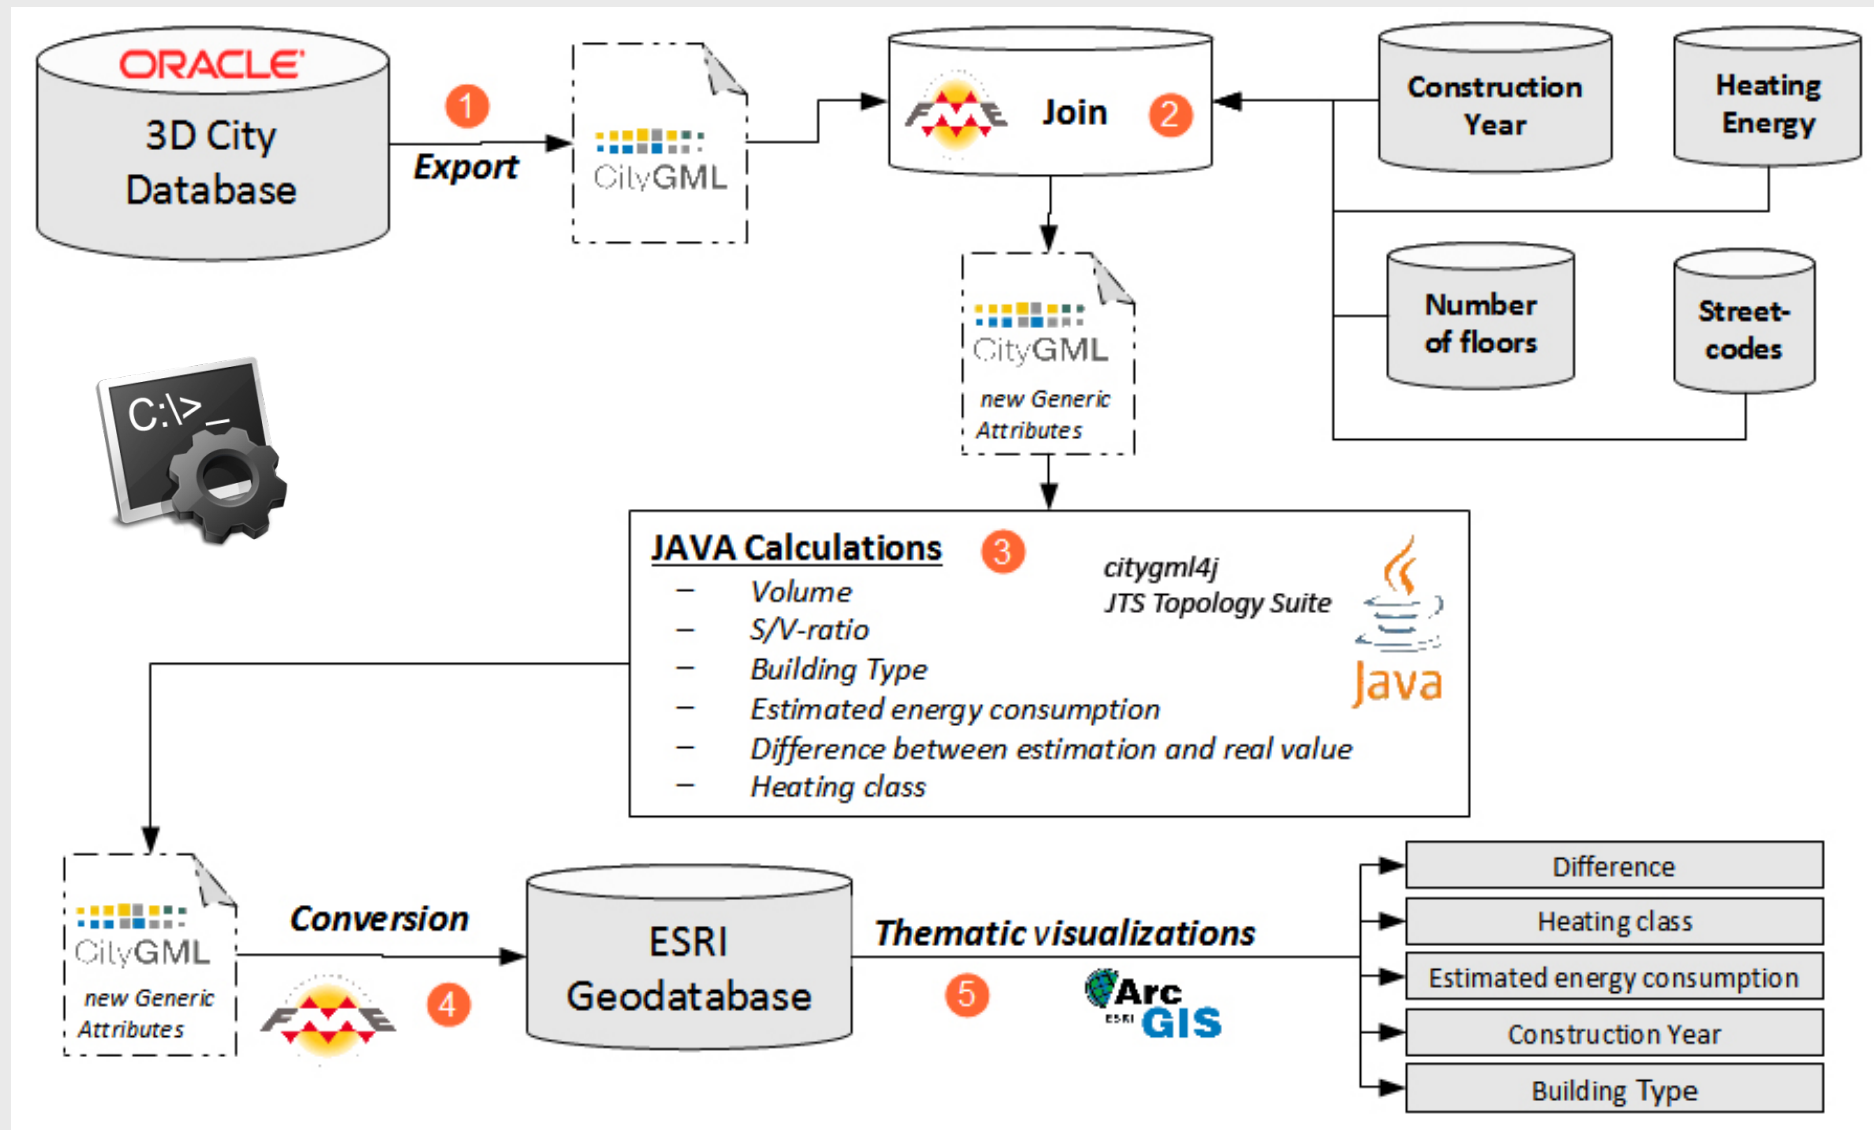 ORACLE
3D City
Database
1
Export
CityGML
FME
Join
2
Construction
Year
Heating
Energy
Number
of floors
Street-
codes
CityGML
new Generic
Attributes
C:\>_
JAVA Calculations
3
– Volume
– S/V-ratio
– Building Type
– Estimated energy consumption
– Difference between estimation and real value
– Heating class
citygml4j
JTS Topology Suite
Java
CityGML
new Generic
Attributes
Conversion
FME
4
ESRI
Geodatabase
Thematic visualizations
5
Arc
ESRI GIS
Difference
Heating class
Estimated energy consumption
Construction Year
Building Type